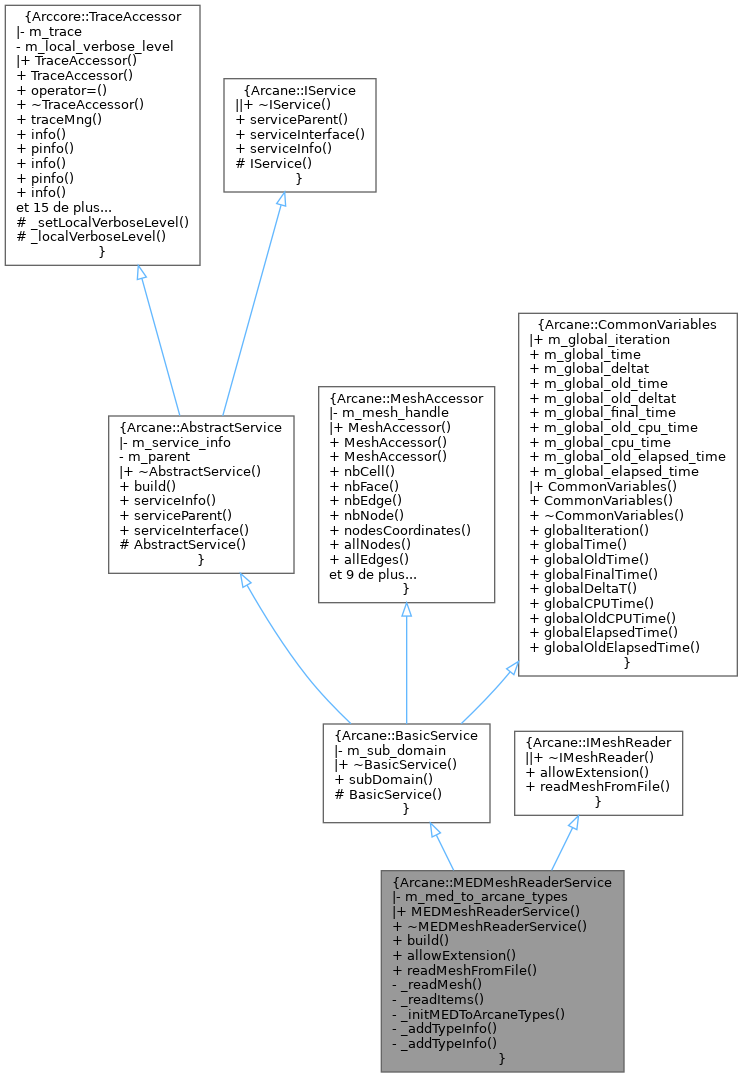 {Arccore::TraceAccessor
|- m_trace
- m_local_verbose_level
|+ TraceAccessor()
+ TraceAccessor()
+ operator=()
+ ~TraceAccessor()
+ traceMng()
+ info()
+ pinfo()
+ info()
+ pinfo()
+ info()
et 15 de plus...
# _setLocalVerboseLevel()
# _localVerboseLevel()
}
{Arcane::IService
||+ ~IService()
+ serviceParent()
+ serviceInterface()
+ serviceInfo()
# IService()
}
{Arcane::AbstractService
|- m_service_info
- m_parent
|+ ~AbstractService()
+ build()
+ serviceInfo()
+ serviceParent()
+ serviceInterface()
# AbstractService()
}
{Arcane::MeshAccessor
|- m_mesh_handle
|+ MeshAccessor()
+ MeshAccessor()
+ MeshAccessor()
+ nbCell()
+ nbFace()
+ nbEdge()
+ nbNode()
+ nodesCoordinates()
+ allNodes()
+ allEdges()
et 9 de plus...
}
{Arcane::CommonVariables
|+ m_global_iteration
+ m_global_time
+ m_global_deltat
+ m_global_old_time
+ m_global_old_deltat
+ m_global_final_time
+ m_global_old_cpu_time
+ m_global_cpu_time
+ m_global_old_elapsed_time
+ m_global_elapsed_time
|+ CommonVariables()
+ CommonVariables()
+ ~CommonVariables()
+ globalIteration()
+ globalTime()
+ globalOldTime()
+ globalFinalTime()
+ globalDeltaT()
+ globalCPUTime()
+ globalOldCPUTime()
+ globalElapsedTime()
+ globalOldElapsedTime()
}
{Arcane::BasicService
|- m_sub_domain
|+ ~BasicService()
+ subDomain()
# BasicService()
}
{Arcane::IMeshReader
||+ ~IMeshReader()
+ allowExtension()
+ readMeshFromFile()
}
{Arcane::MEDMeshReaderService
|- m_med_to_arcane_types
|+ MEDMeshReaderService()
+ ~MEDMeshReaderService()
+ build()
+ allowExtension()
+ readMeshFromFile()
- _readMesh()
- _readItems()
- _initMEDToArcaneTypes()
- _addTypeInfo()
- _addTypeInfo()
}